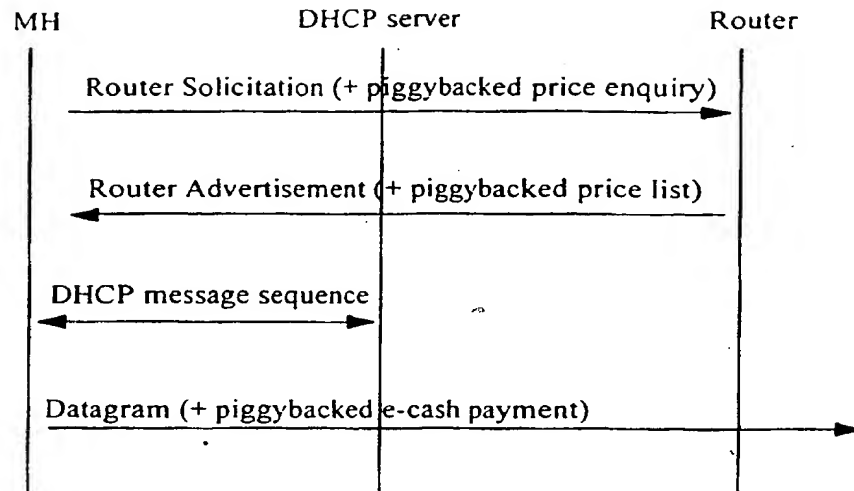 MH DHCP server Router
Router Solicitation (+ piggybacked price enquiry)
Router Advertisement (+ piggybacked price list)
DHCP message sequence
Datagram (+ piggybacked e-cash payment)